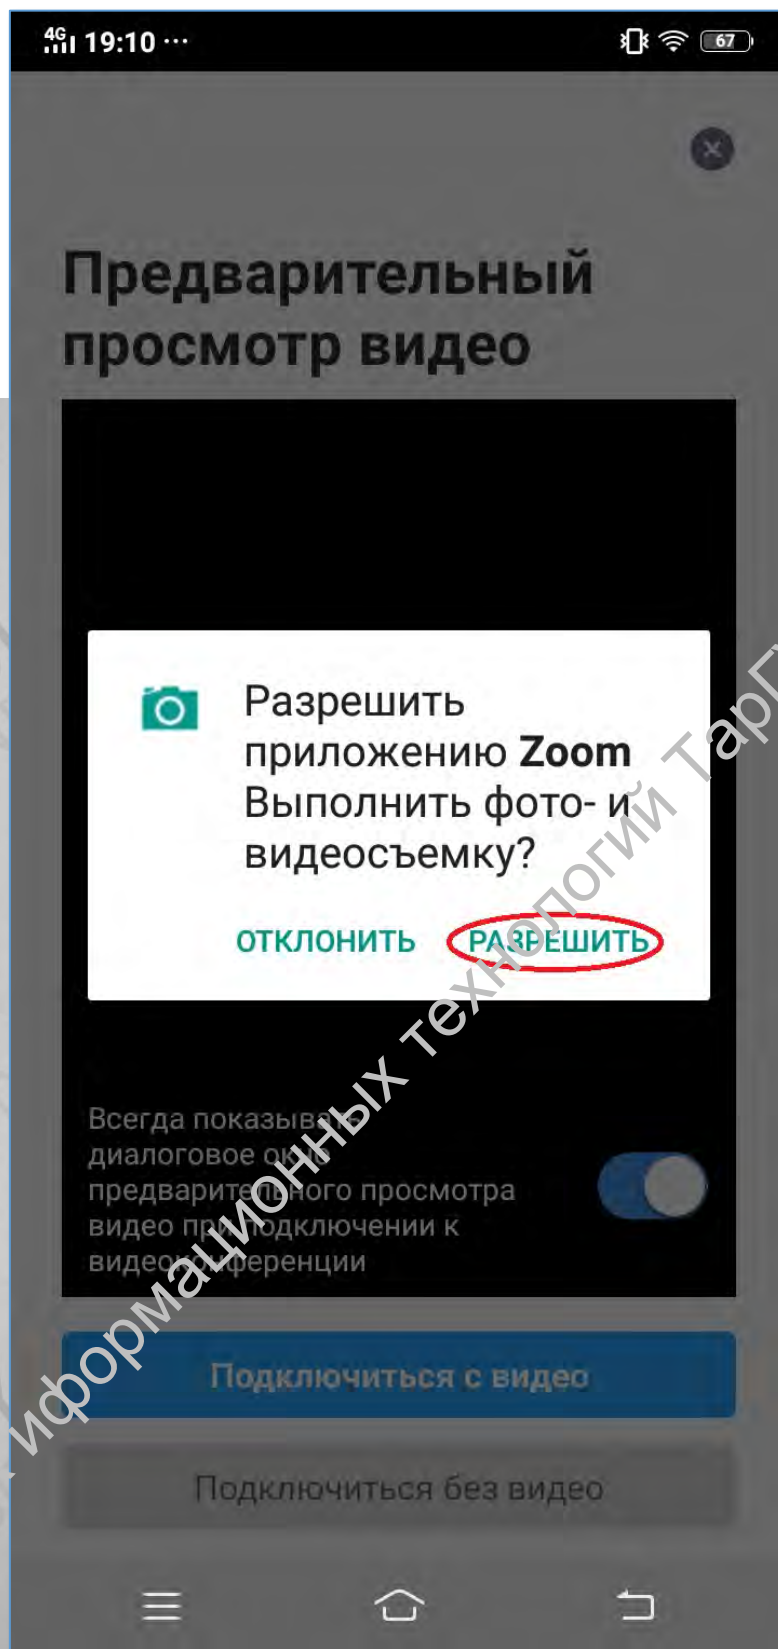 4G 19:10 ...
67
Предварительный
просмотр видео
Разрешить
приложению Zoom
Выполнить фото- и
видеосъемку?
ОТКЛОНИТЬ РАЗРЕШИТЬ
Всегда показывать
диалоговое окно
предварительного просмотра
видео при подключении к
видеоконференции
Подключиться с видео
Подключиться без видео
информационных технологий